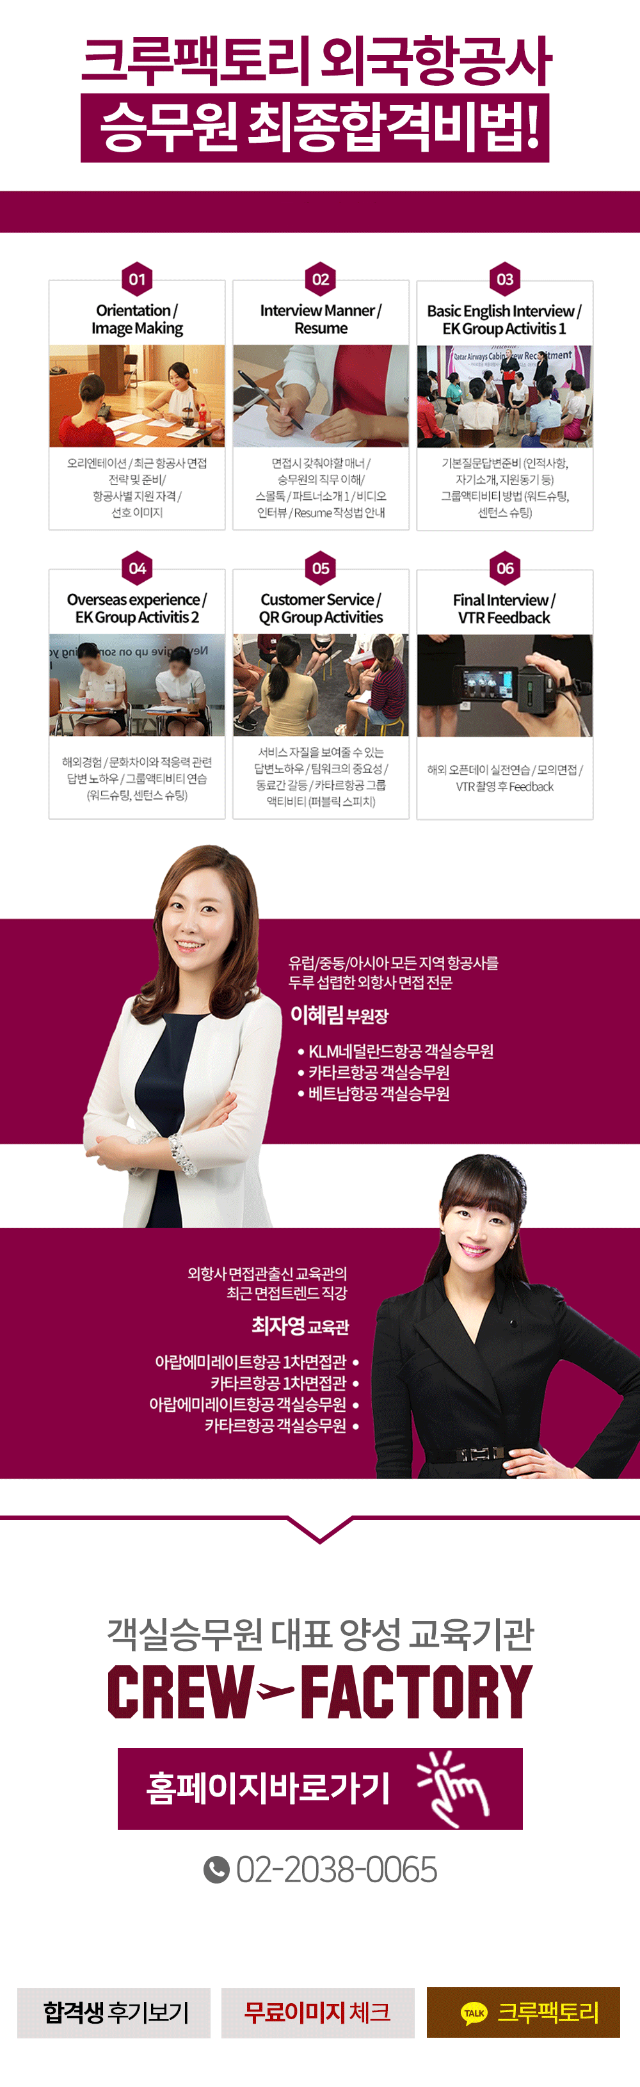 크루팩토리 외국항공사
승무원 최종합격비법!
01
Orientation /
Image Making
오리엔테이션 / 최근 항공사 면접
전략 및 준비/
항공사별 지원 자격 /
선호 이미지
02
Interview Manner /
Resume
면접시 갖춰야할 매너 /
승무원의 직무 이해/
스몰톡 / 파트너소개 1 / 비디오
인터뷰 / Resume 작성법 안내
03
Basic English Interview /
EK Group Activitis 1
Qatar Airways Cabin Crew Recruitment
기본질문답변준비 (인적사항,
자기소개, 지원동기 등)
그룹액티비티 방법 (워드슈팅,
센턴스 슈팅)
04
Overseas experience /
EK Group Activitis 2
해외경험 / 문화차이와 적응력 관련
답변 노하우 / 그룹액티비티 연습
(워드슈팅, 센턴스 슈팅)
05
Customer Service /
QR Group Activities
서비스 자질을 보여줄 수 있는
답변노하우 / 팀워크의 중요성 /
동료간 갈등 / 카타르항공 그룹
액티비티 (퍼블릭 스피치)
06
Final Interview /
VTR Feedback
해외 오픈데이 실전연습 / 모의면접 /
VTR 촬영 후 Feedback
유럽/중동/아시아 모든 지역 항공사를
두루 섭렵한 외항사 면접 전문
이혜림 부원장
• KLM네덜란드항공 객실승무원
• 카타르항공 객실승무원
• 베트남항공 객실승무원
외항사 면접관출신 교육관의
최근 면접트렌드 직강
최자영 교육관
아랍에미레이트항공 1차면접관 •
카타르항공 1차면접관 •
아랍에미레이트항공 객실승무원 •
카타르항공 객실승무원 •
객실승무원 대표 양성 교육기관
CREW FACTORY
홈페이지바로가기
02-2038-0065
합격생 후기보기
무료이미지 체크
TALK 크루팩토리